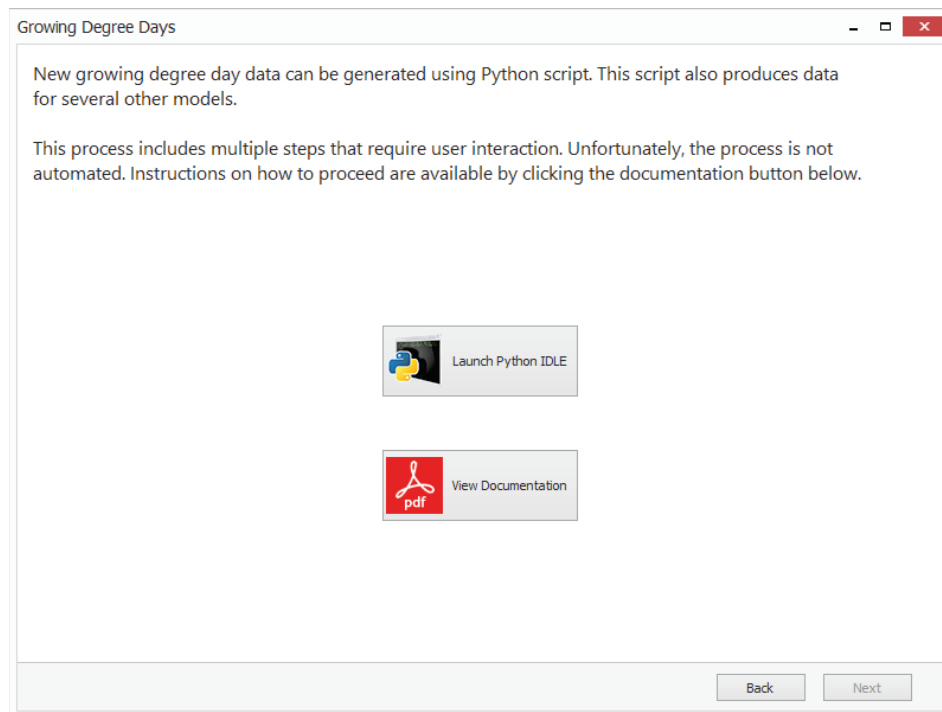 Growing Degree Days
New growing degree day data can be generated using Python script. This script also produces data
for several other models.
This process includes multiple steps that require user interaction. Unfortunately, the process is not
automated. Instructions on how to proceed are available by clicking the documentation button below.
Launch Python IDLE
pdf
View Documentation
Back
Next